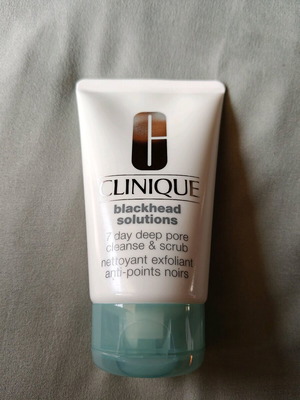 CLINIQUE
blackhead
solutions
7 day deep pore
cleanse & scrub
nettoyant exfoliant
anti-points noirs